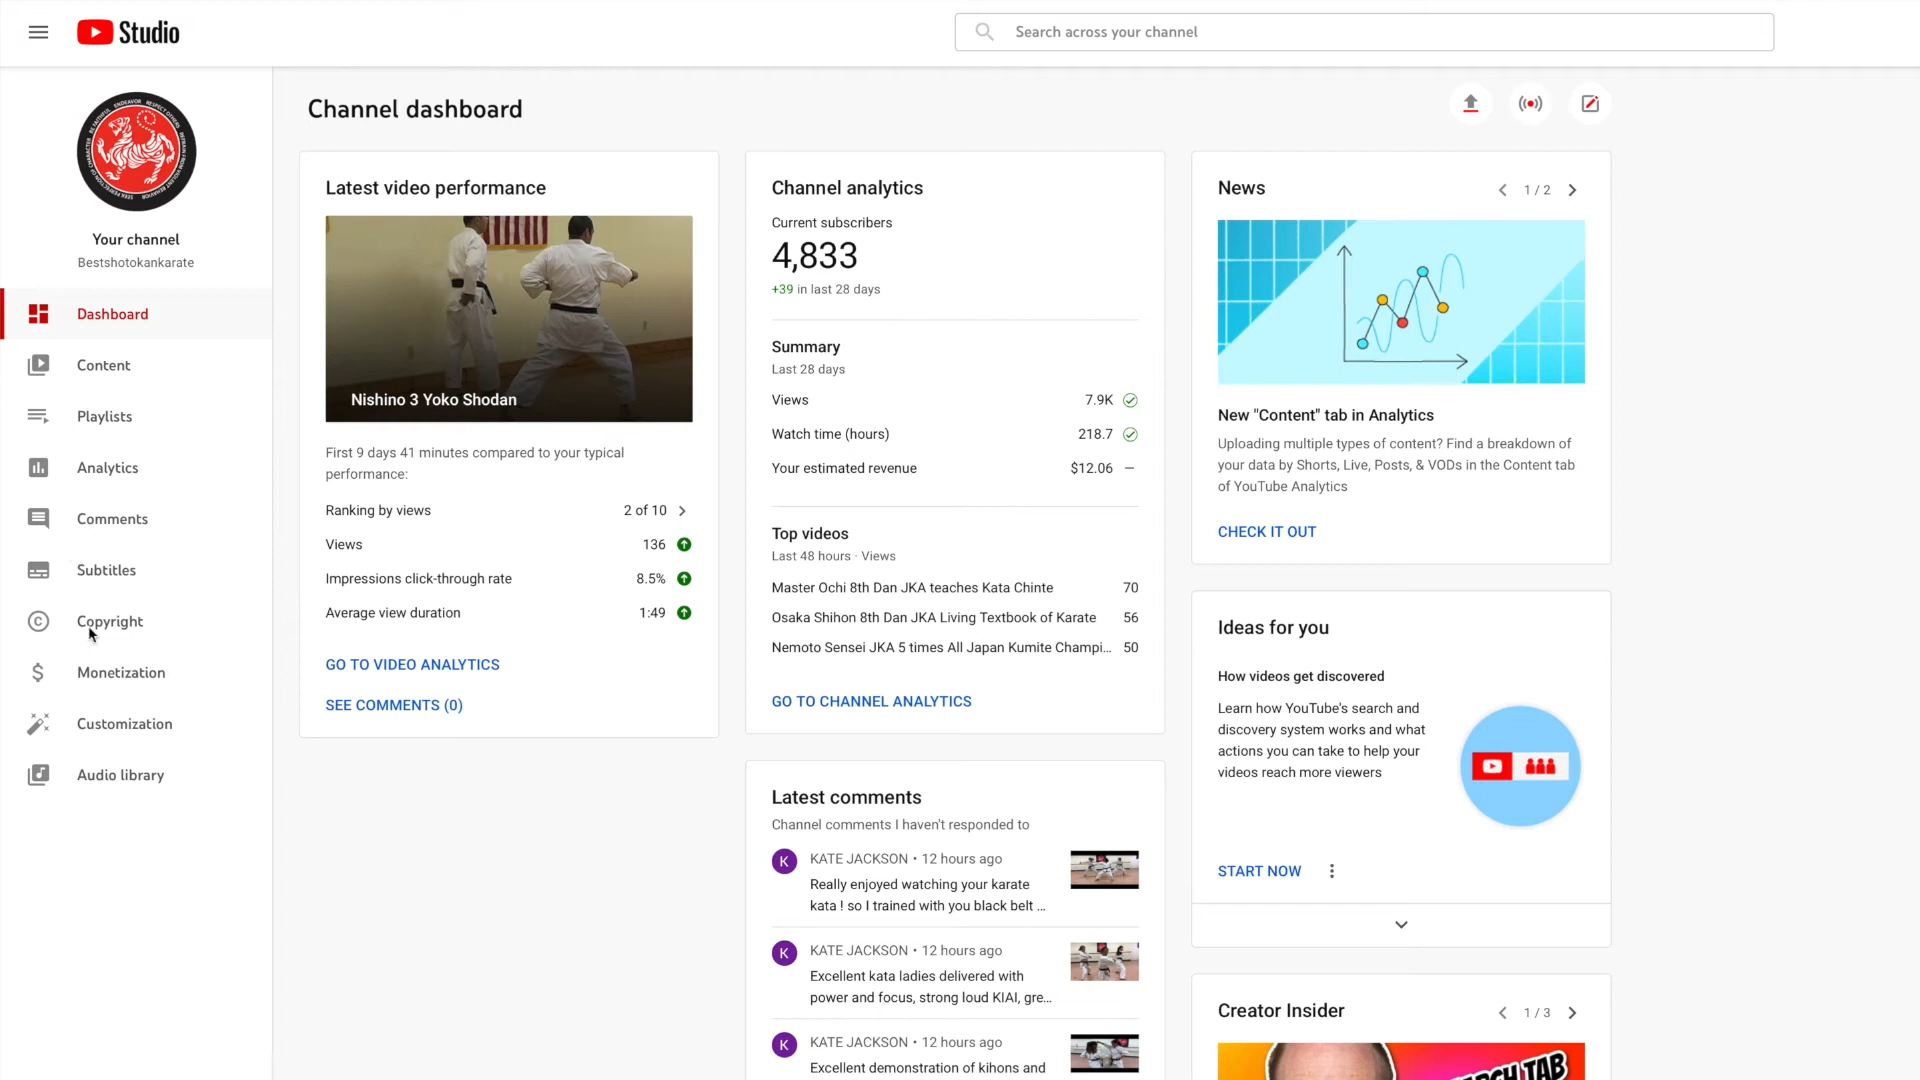 Studio
Search across your channel
Your channel
Bestshotokankarate
Dashboard
Content
Playlists
Analytics
Comments
Subtitles
Copyright
Monetization
Customization
Audio library
Channel dashboard
Latest video performance
Nishino 3 Yoko Shodan
First 9 days 41 minutes compared to your typical
performance:
Ranking by views 2 of 10
Views 136
Impressions click-through rate 8.5%
Average view duration 1:49
GO TO VIDEO ANALYTICS
SEE COMMENTS (0)
Channel analytics
Current subscribers
4,833
+39 in last 28 days
Summary
Last 28 days
Views 7.9K
Watch time (hours) 218.7
Your estimated revenue $12.06 —
Top videos
Last 48 hours · Views
Master Ochi 8th Dan JKA teaches Kata Chinte 70
Osaka Shihon 8th Dan JKA Living Textbook of Karate 56
Nemoto Sensei JKA 5 times All Japan Kumite Champi... 50
GO TO CHANNEL ANALYTICS
Latest comments
Channel comments I haven't responded to
K KATE JACKSON • 12 hours ago
Really enjoyed watching your karate
kata ! so I trained with you black belt ...
K KATE JACKSON • 12 hours ago
Excellent kata ladies delivered with
power and focus, strong loud KIAI, gre...
K KATE JACKSON • 12 hours ago
Excellent demonstration of kihons and
News 1 / 2
New "Content" tab in Analytics
Uploading multiple types of content? Find a breakdown of
your data by Shorts, Live, Posts, & VODs in the Content tab
of YouTube Analytics
CHECK IT OUT
Ideas for you
How videos get discovered
Learn how YouTube's search and
discovery system works and what
actions you can take to help your
videos reach more viewers
START NOW
Creator Insider 1 / 3
TAB